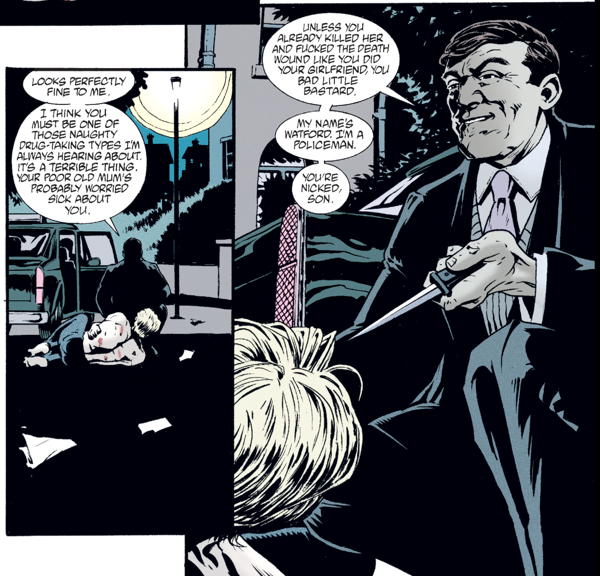 LOOKS PERFECTLY
FINE TO ME.
I THINK YOU
MUST BE ONE OF
THOSE NAUGHTY
DRUG-TAKING TYPES I'M
ALWAYS HEARING ABOUT.
IT'S A TERRIBLE THING.
YOUR POOR OLD MUM'S
PROBABLY WORRIED
SICK ABOUT
YOU.
UNLESS YOU
ALREADY KILLED HER
AND FUCKED THE DEATH
WOUND LIKE YOU DID
YOUR GIRLFRIEND, YOU
BAD LITTLE
BASTARD.
MY NAME'S
WATFORD. I'M A
POLICEMAN.
YOU'RE
NICKED,
SON.